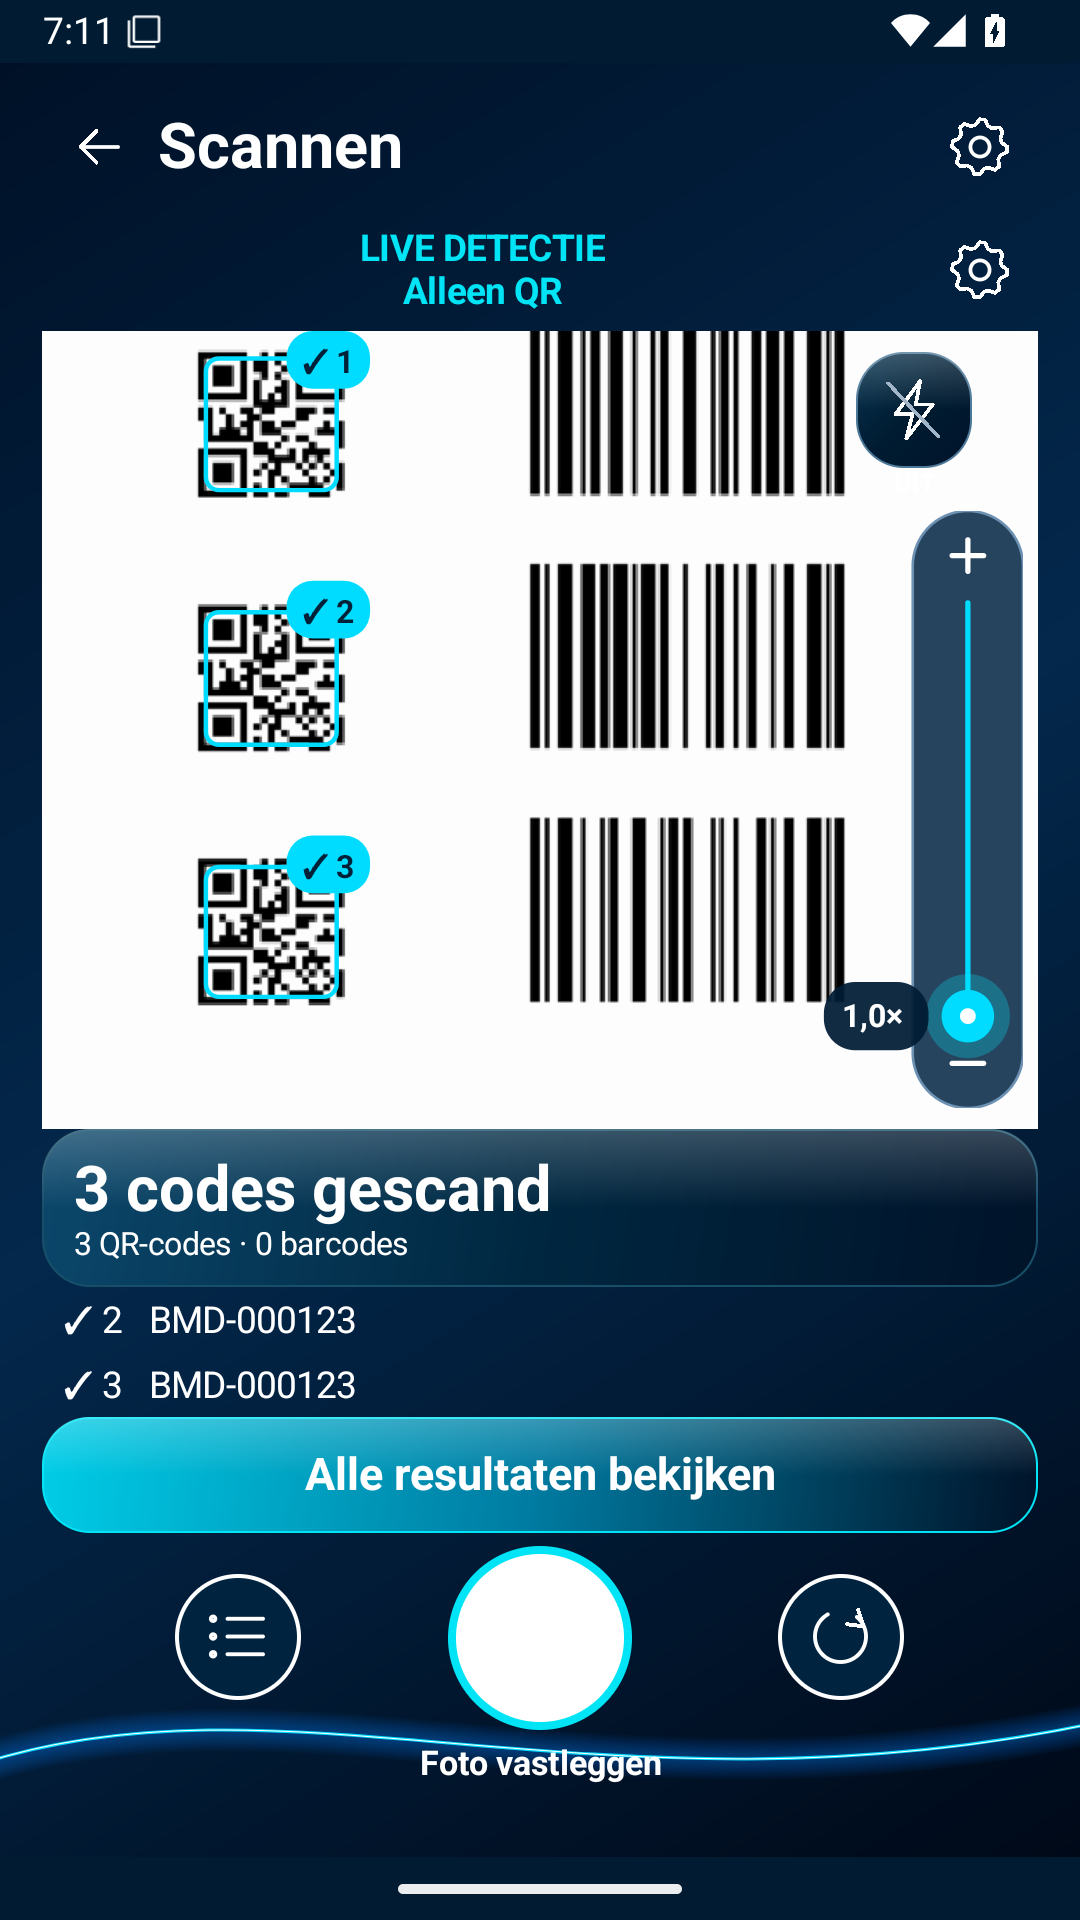 7:11
Scannen
LIVE DETECTIE
Alleen QR
✓ 1
✓ 2
✓ 3
1,0×
3 codes gescand
3 QR-codes · 0 barcodes
✓ 2 BMD-000123
✓ 3 BMD-000123
Alle resultaten bekijken
Foto vastleggen